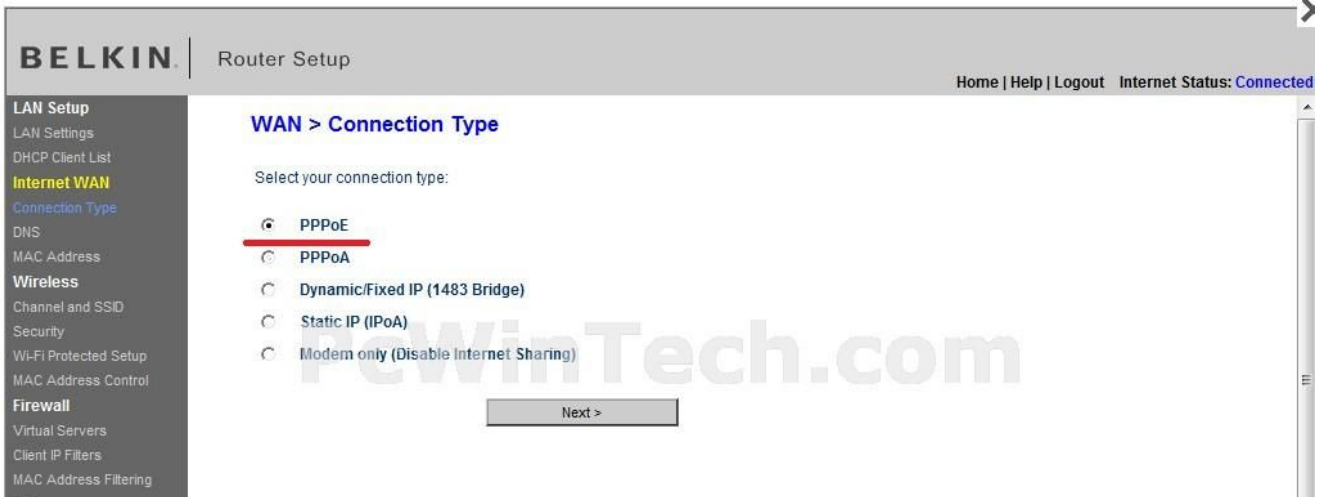 BELKIN. Router Setup
Home | Help | Logout Internet Status: Connected
LAN Setup
LAN Settings
DHCP Client List
Internet WAN
Connection Type
DNS
MAC Address
Wireless
Channel and SSID
Security
Wi-Fi Protected Setup
MAC Address Control
Firewall
Virtual Servers
Client IP Filters
MAC Address Filtering
WAN > Connection Type
Select your connection type:
PPPoE
PPPoA
Dynamic/Fixed IP (1483 Bridge)
Static IP (IPoA)
Modem only (Disable Internet Sharing)
PcWinTech.com
Next >